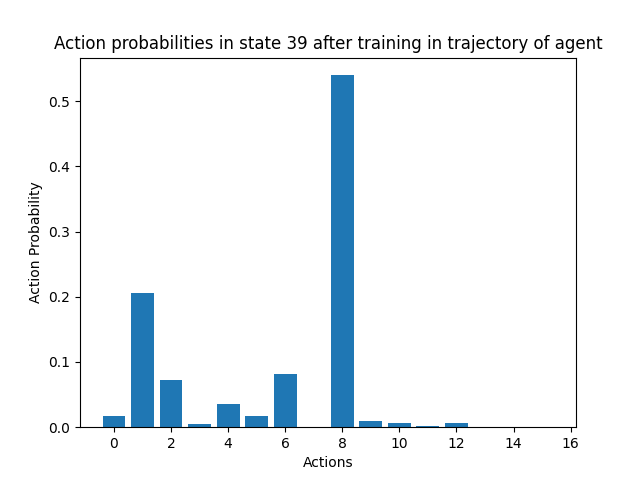 Action probabilities in state 39 after training in trajectory of agent
0.5
0.4
0.3
0.2
0.1
0.0
Action Probability
0 2 4 6 8 10 12 14 16
Actions